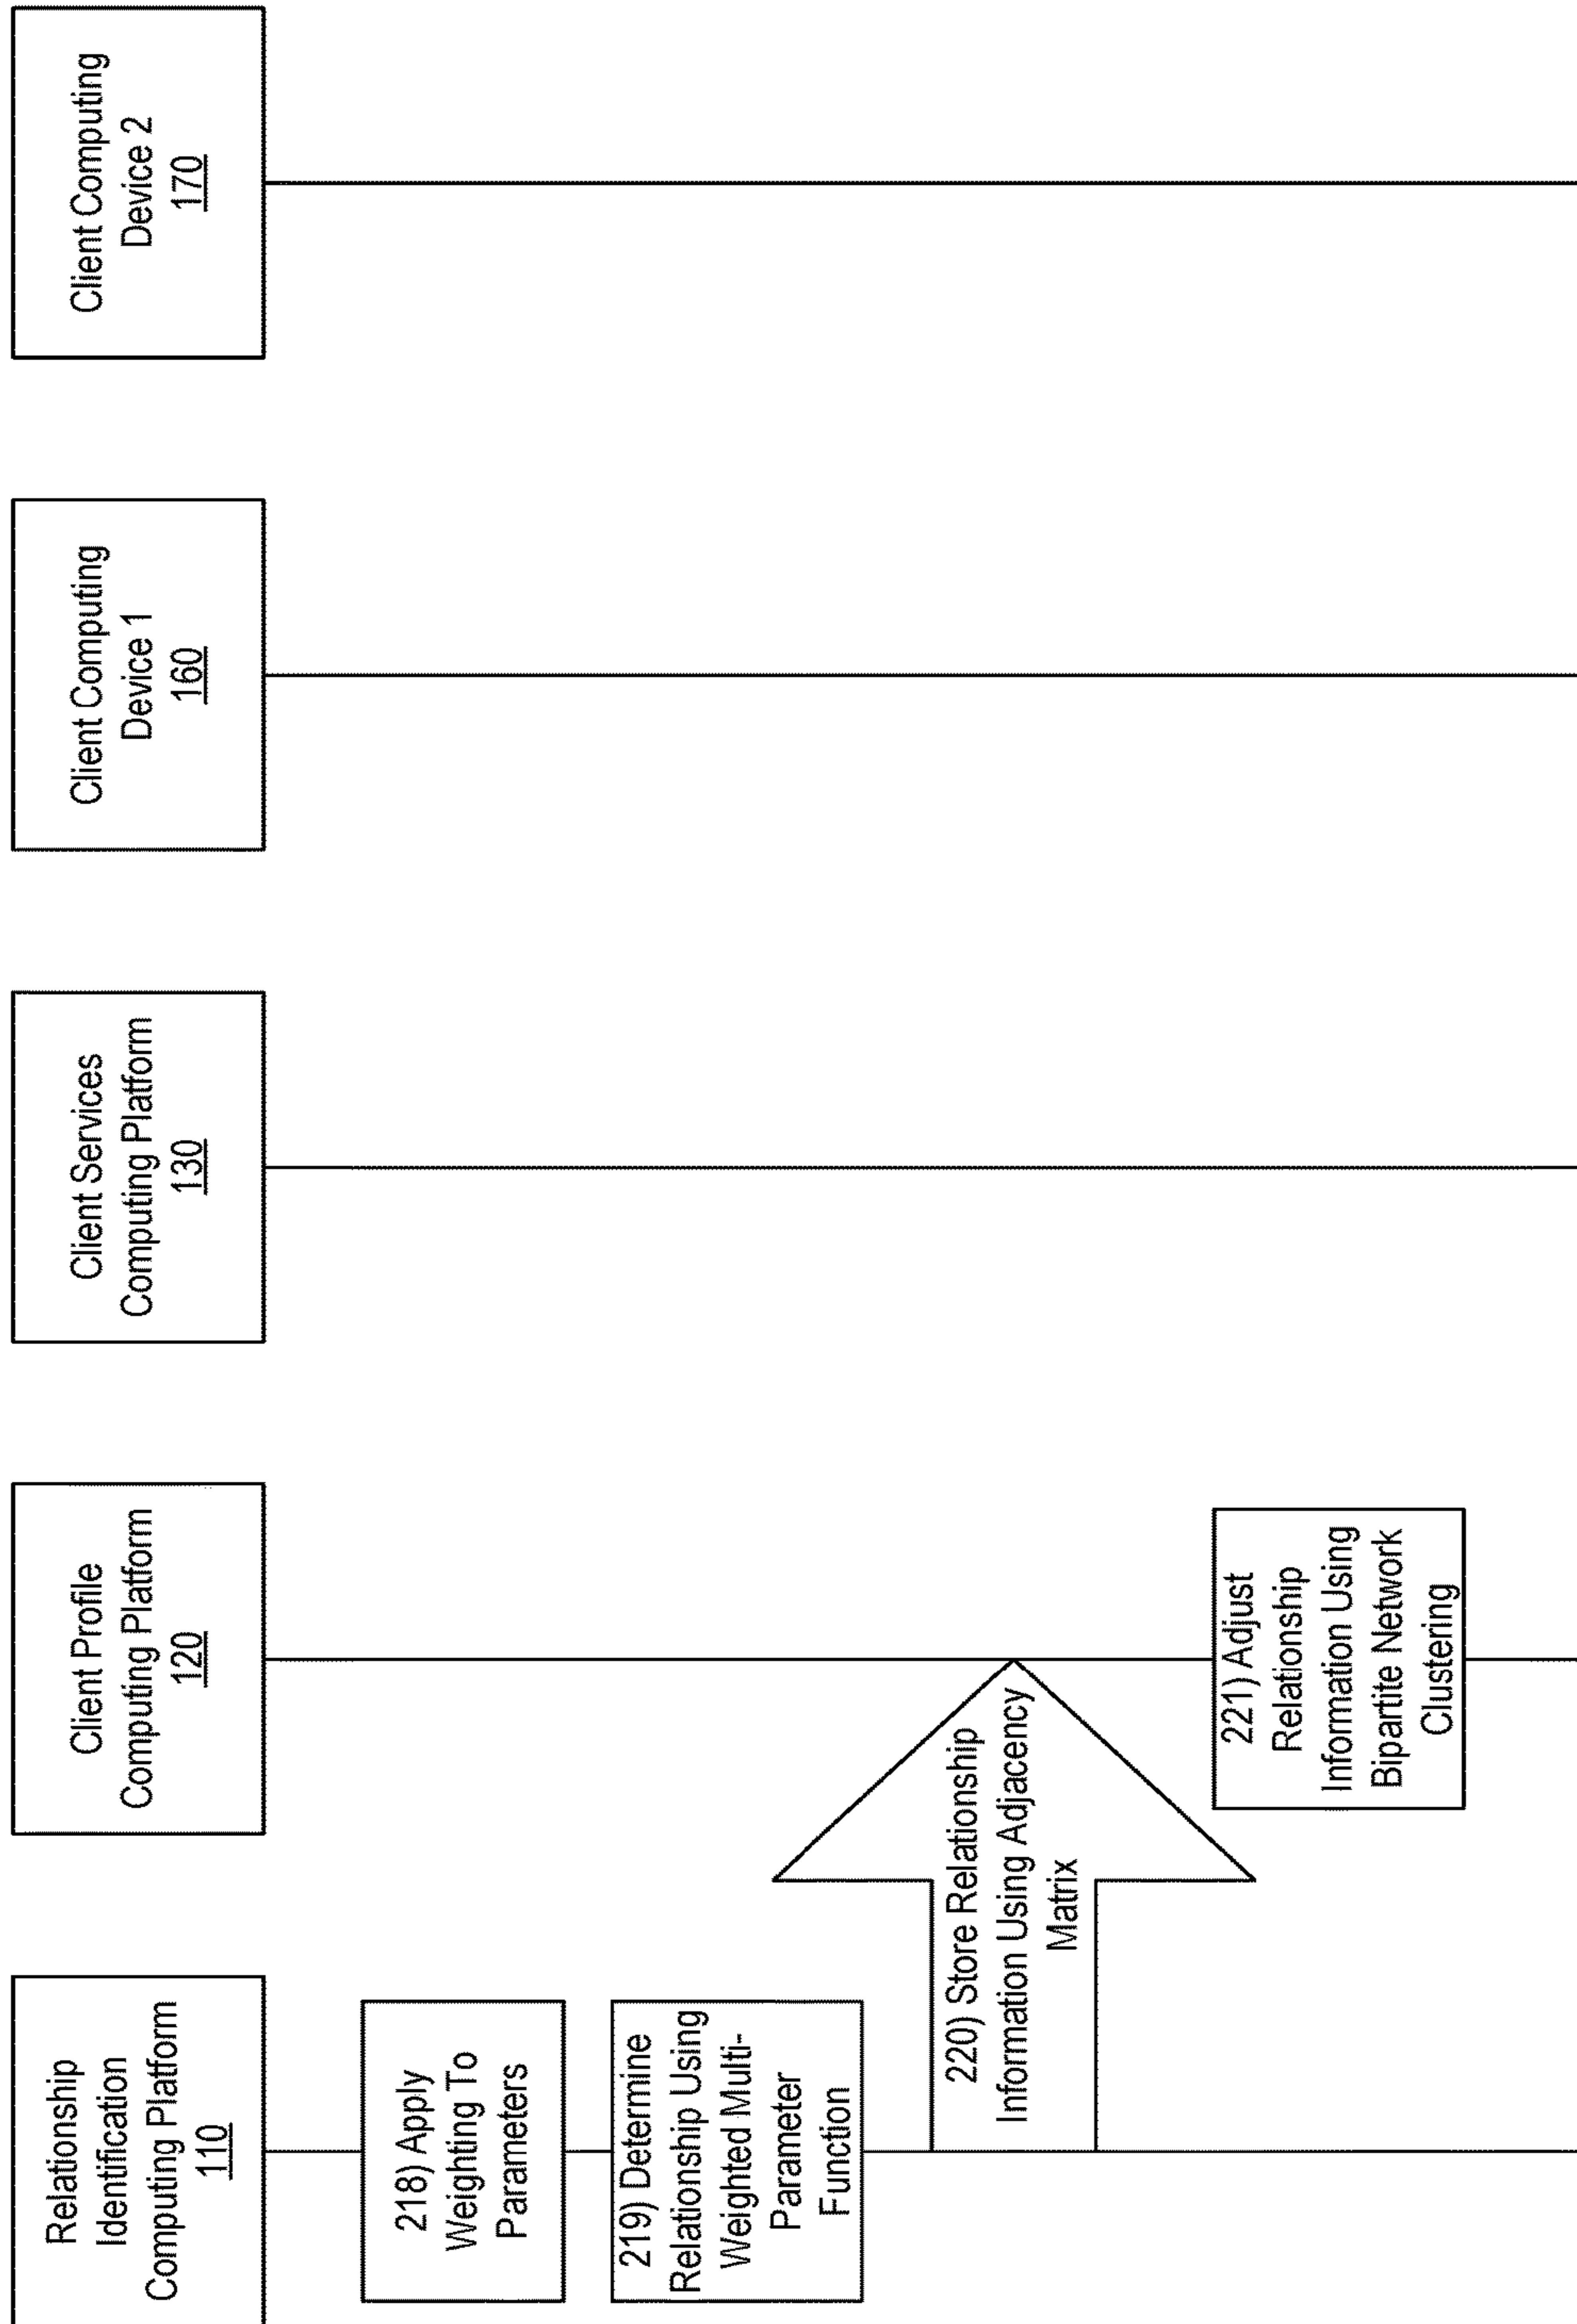 Relationship
Identification
Computing Platform
110
Client Profile
Computing Platform
120
Client Services
Computing Platform
130
Client Computing
Device 1
160
Client Computing
Device 2
170
218) Apply
Weighting To
Parameters
219) Determine
Relationship Using
Weighted Multi-
Parameter
Function
220) Store Relationship
Information Using Adjacency
Matrix
221) Adjust
Relationship
Information Using
Bipartite Network
Clustering